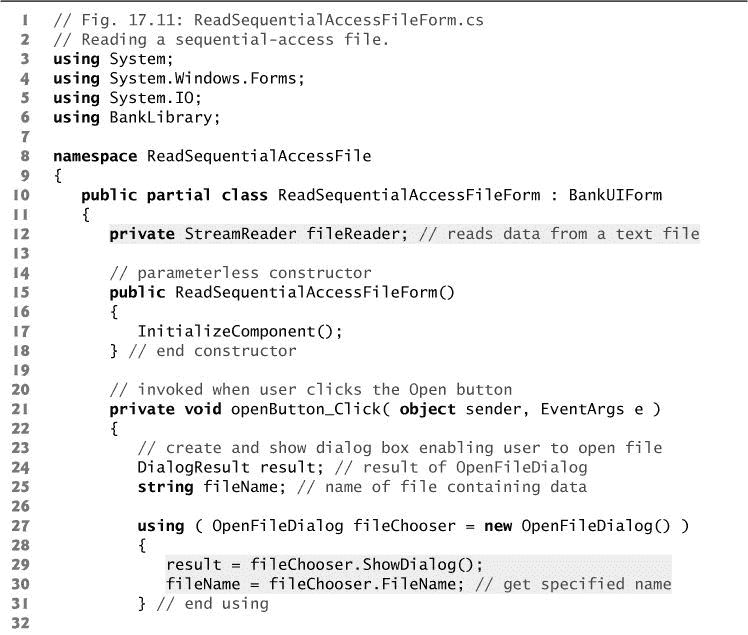 1 // Fig. 17.11: ReadSequentialAccessFileForm.cs
2 // Reading a sequential-access file.
3 using System;
4 using System.Windows.Forms;
5 using System.IO;
6 using BankLibrary;
7
8 namespace ReadSequentialAccessFile
9 {
10    public partial class ReadSequentialAccessFileForm : BankUIForm
11    {
12       private StreamReader fileReader; // reads data from a text file
13
14       // parameterless constructor
15       public ReadSequentialAccessFileForm()
16       {
17          InitializeComponent();
18       } // end constructor
19
20       // invoked when user clicks the Open button
21       private void openButton_Click( object sender, EventArgs e )
22       {
23          // create and show dialog box enabling user to open file
24          DialogResult result; // result of OpenFileDialog
25          string fileName; // name of file containing data
26
27          using ( OpenFileDialog fileChooser = new OpenFileDialog() )
28          {
29             result = fileChooser.ShowDialog();
30             fileName = fileChooser.FileName; // get specified name
31          } // end using
32